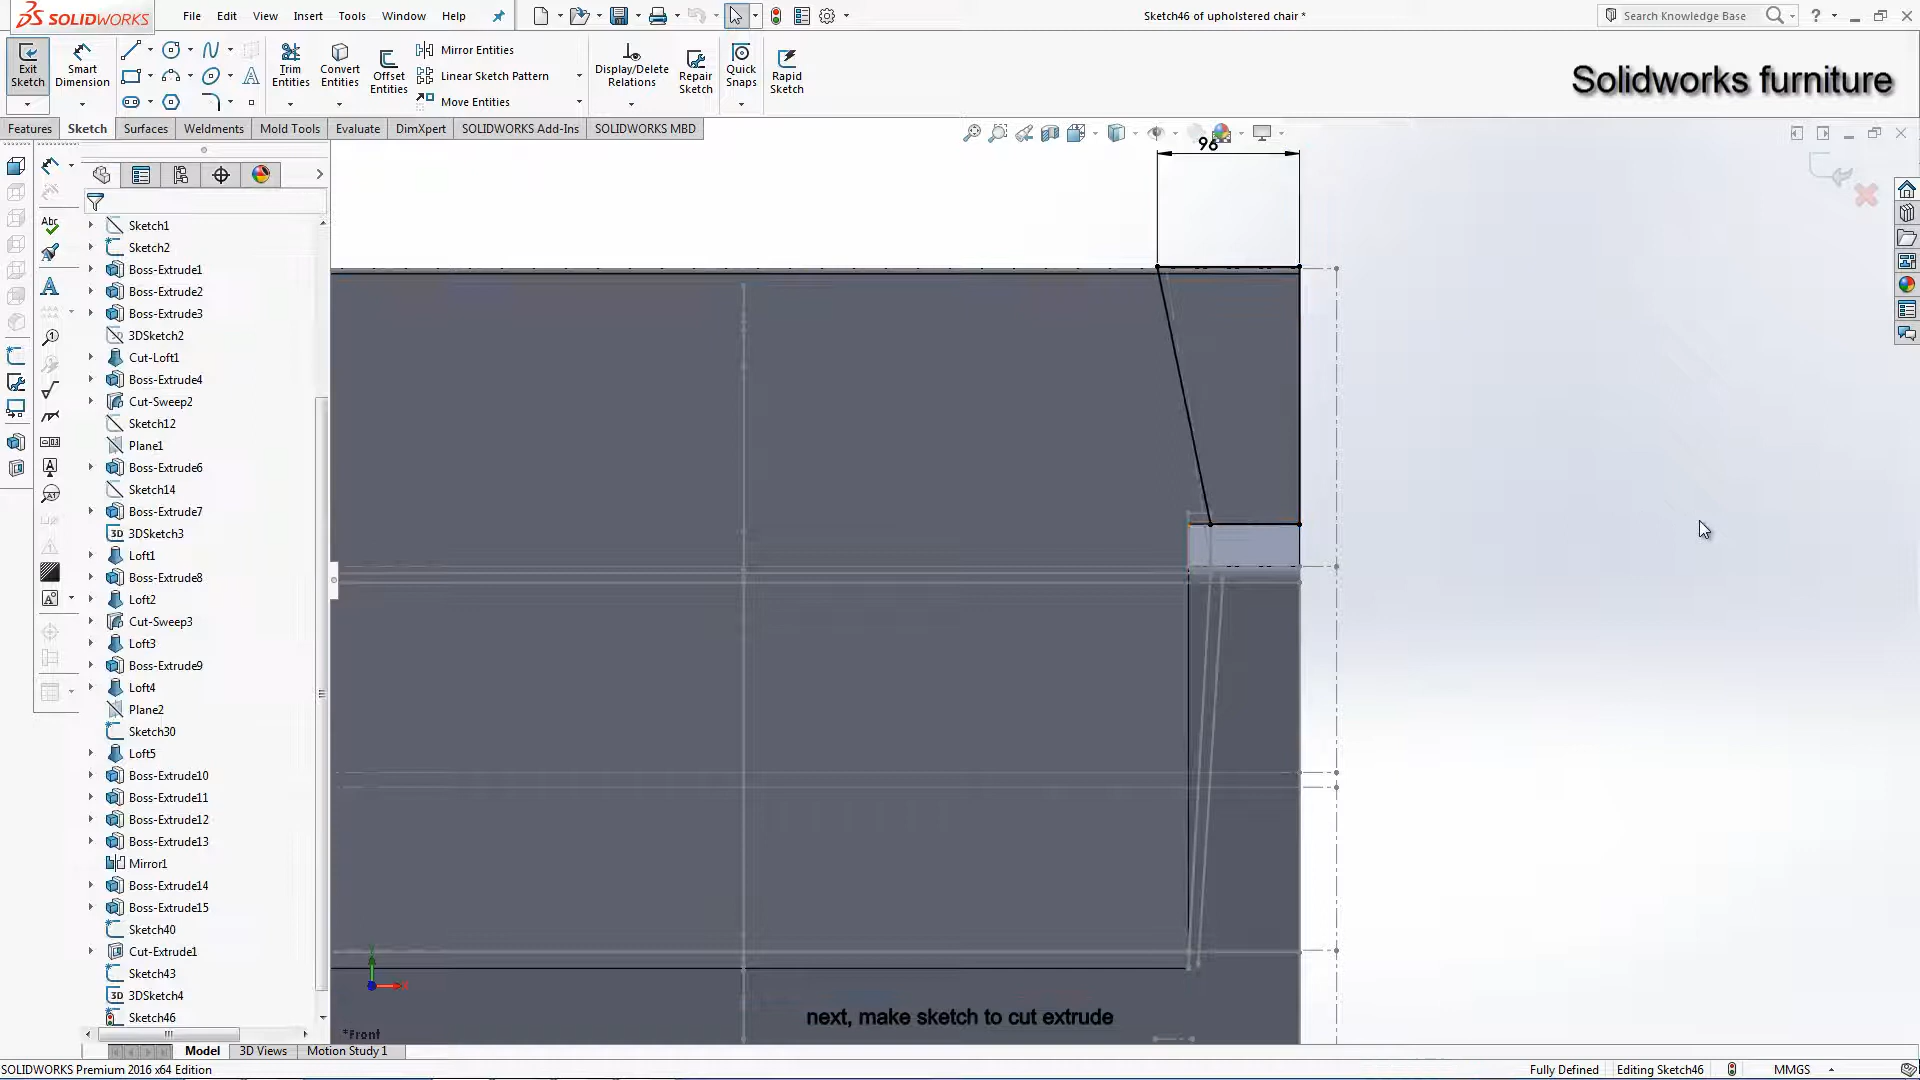 SOLIDWORKS
File Edit View Insert Tools Window Help
Sketch46 of upholstered chair *
Search Knowledge Base
?
Exit Sketch
Smart Dimension
Trim Entities
Convert Entities
Offset Entities
Mirror Entities
Linear Sketch Pattern
Move Entities
Display/Delete Relations
Repair Sketch
Quick Snaps
Rapid Sketch
Solidworks furniture
Features Sketch Surfaces Weldments Mold Tools Evaluate DimXpert SOLIDWORKS Add-Ins SOLIDWORKS MBD
96
Sketch1
Sketch2
Boss-Extrude1
Boss-Extrude2
Boss-Extrude3
3DSketch2
Cut-Loft1
Boss-Extrude4
Cut-Sweep2
Sketch12
Plane1
Boss-Extrude6
Sketch14
Boss-Extrude7
3D 3DSketch3
Loft1
Boss-Extrude8
Loft2
Cut-Sweep3
Loft3
Boss-Extrude9
Loft4
Plane2
Sketch30
Loft5
Boss-Extrude10
Boss-Extrude11
Boss-Extrude12
Boss-Extrude13
Mirror1
Boss-Extrude14
Boss-Extrude15
Sketch40
Cut-Extrude1
Sketch43
3D 3DSketch4
Sketch46
next, make sketch to cut extrude
*Front
Model 3D Views Motion Study 1
SOLIDWORKS Premium 2016 x64 Edition
Fully Defined Editing Sketch46 MMGS